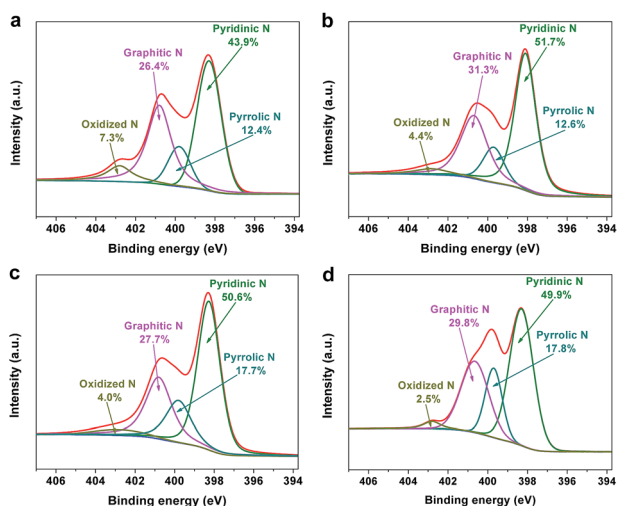 a
Pyridinic N
43.9%
Graphitic N
26.4%
Pyrrolic N
12.4%
Oxidized N
7.3%
Intensity (a.u.)
406 404 402 400 398 396 394
Binding energy (eV)
b
Pyridinic N
51.7%
Graphitic N
31.3%
Pyrrolic N
12.6%
Oxidized N
4.4%
Intensity (a.u.)
406 404 402 400 398 396 394
Binding energy (eV)
c
Pyridinic N
50.6%
Graphitic N
27.7%
Pyrrolic N
17.7%
Oxidized N
4.0%
Intensity (a.u.)
406 404 402 400 398 396 394
Binding energy (eV)
d
Pyridinic N
49.9%
Graphitic N
29.8%
Pyrrolic N
17.8%
Oxidized N
2.5%
Intensity (a.u.)
406 404 402 400 398 396 394
Binding energy (eV)